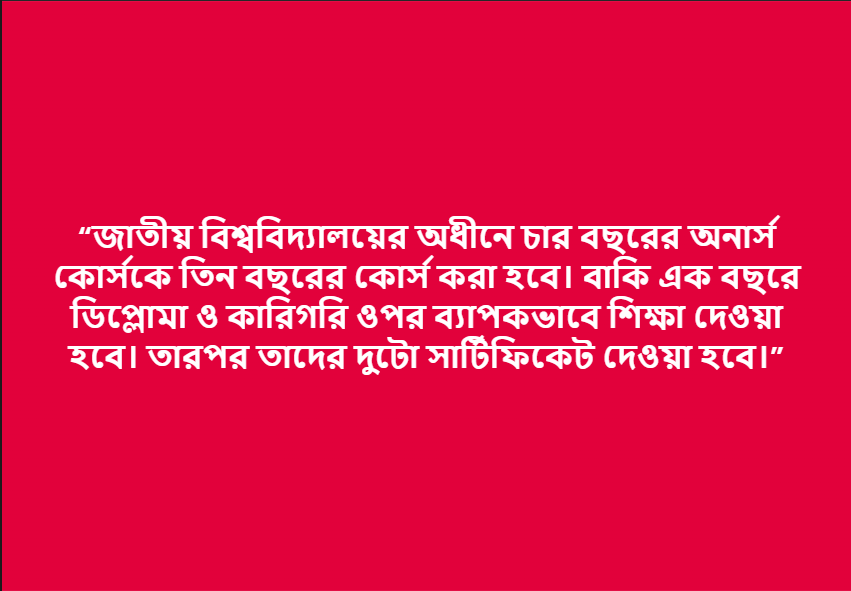 “জাতীয় বিশ্ববিদ্যালয়ের অধীনে চার বছরের অনার্স
কোর্সকে তিন বছরের কোর্স করা হবে। বাকি এক বছরে
ডিপ্লোমা ও কারিগরি ওপর ব্যাপকভাবে শিক্ষা দেওয়া
হবে। তারপর তাদের দুটো সার্টিফিকেট দেওয়া হবে।”